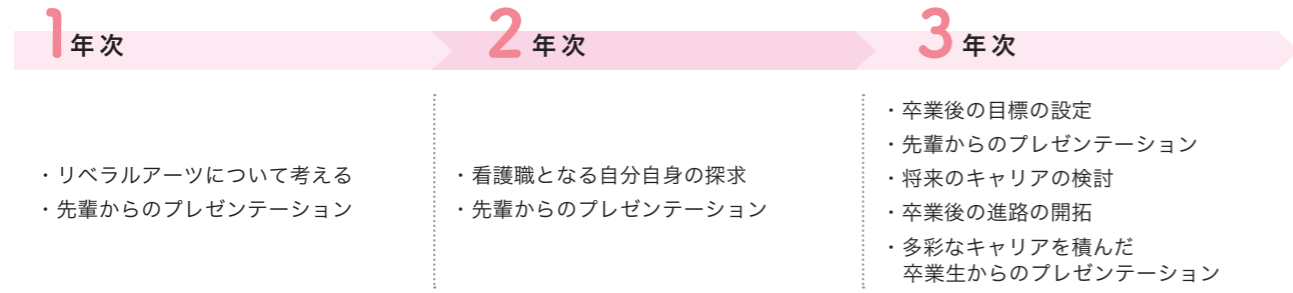 1年次
・リベラルアーツについて考える
・先輩からのプレゼンテーション
2年次
・看護職となる自分自身の探求
・先輩からのプレゼンテーション
3年次
・卒業後の目標の設定
・先輩からのプレゼンテーション
・将来のキャリアの検討
・卒業後の進路の開拓
・多彩なキャリアを積んだ
卒業生からのプレゼンテーション